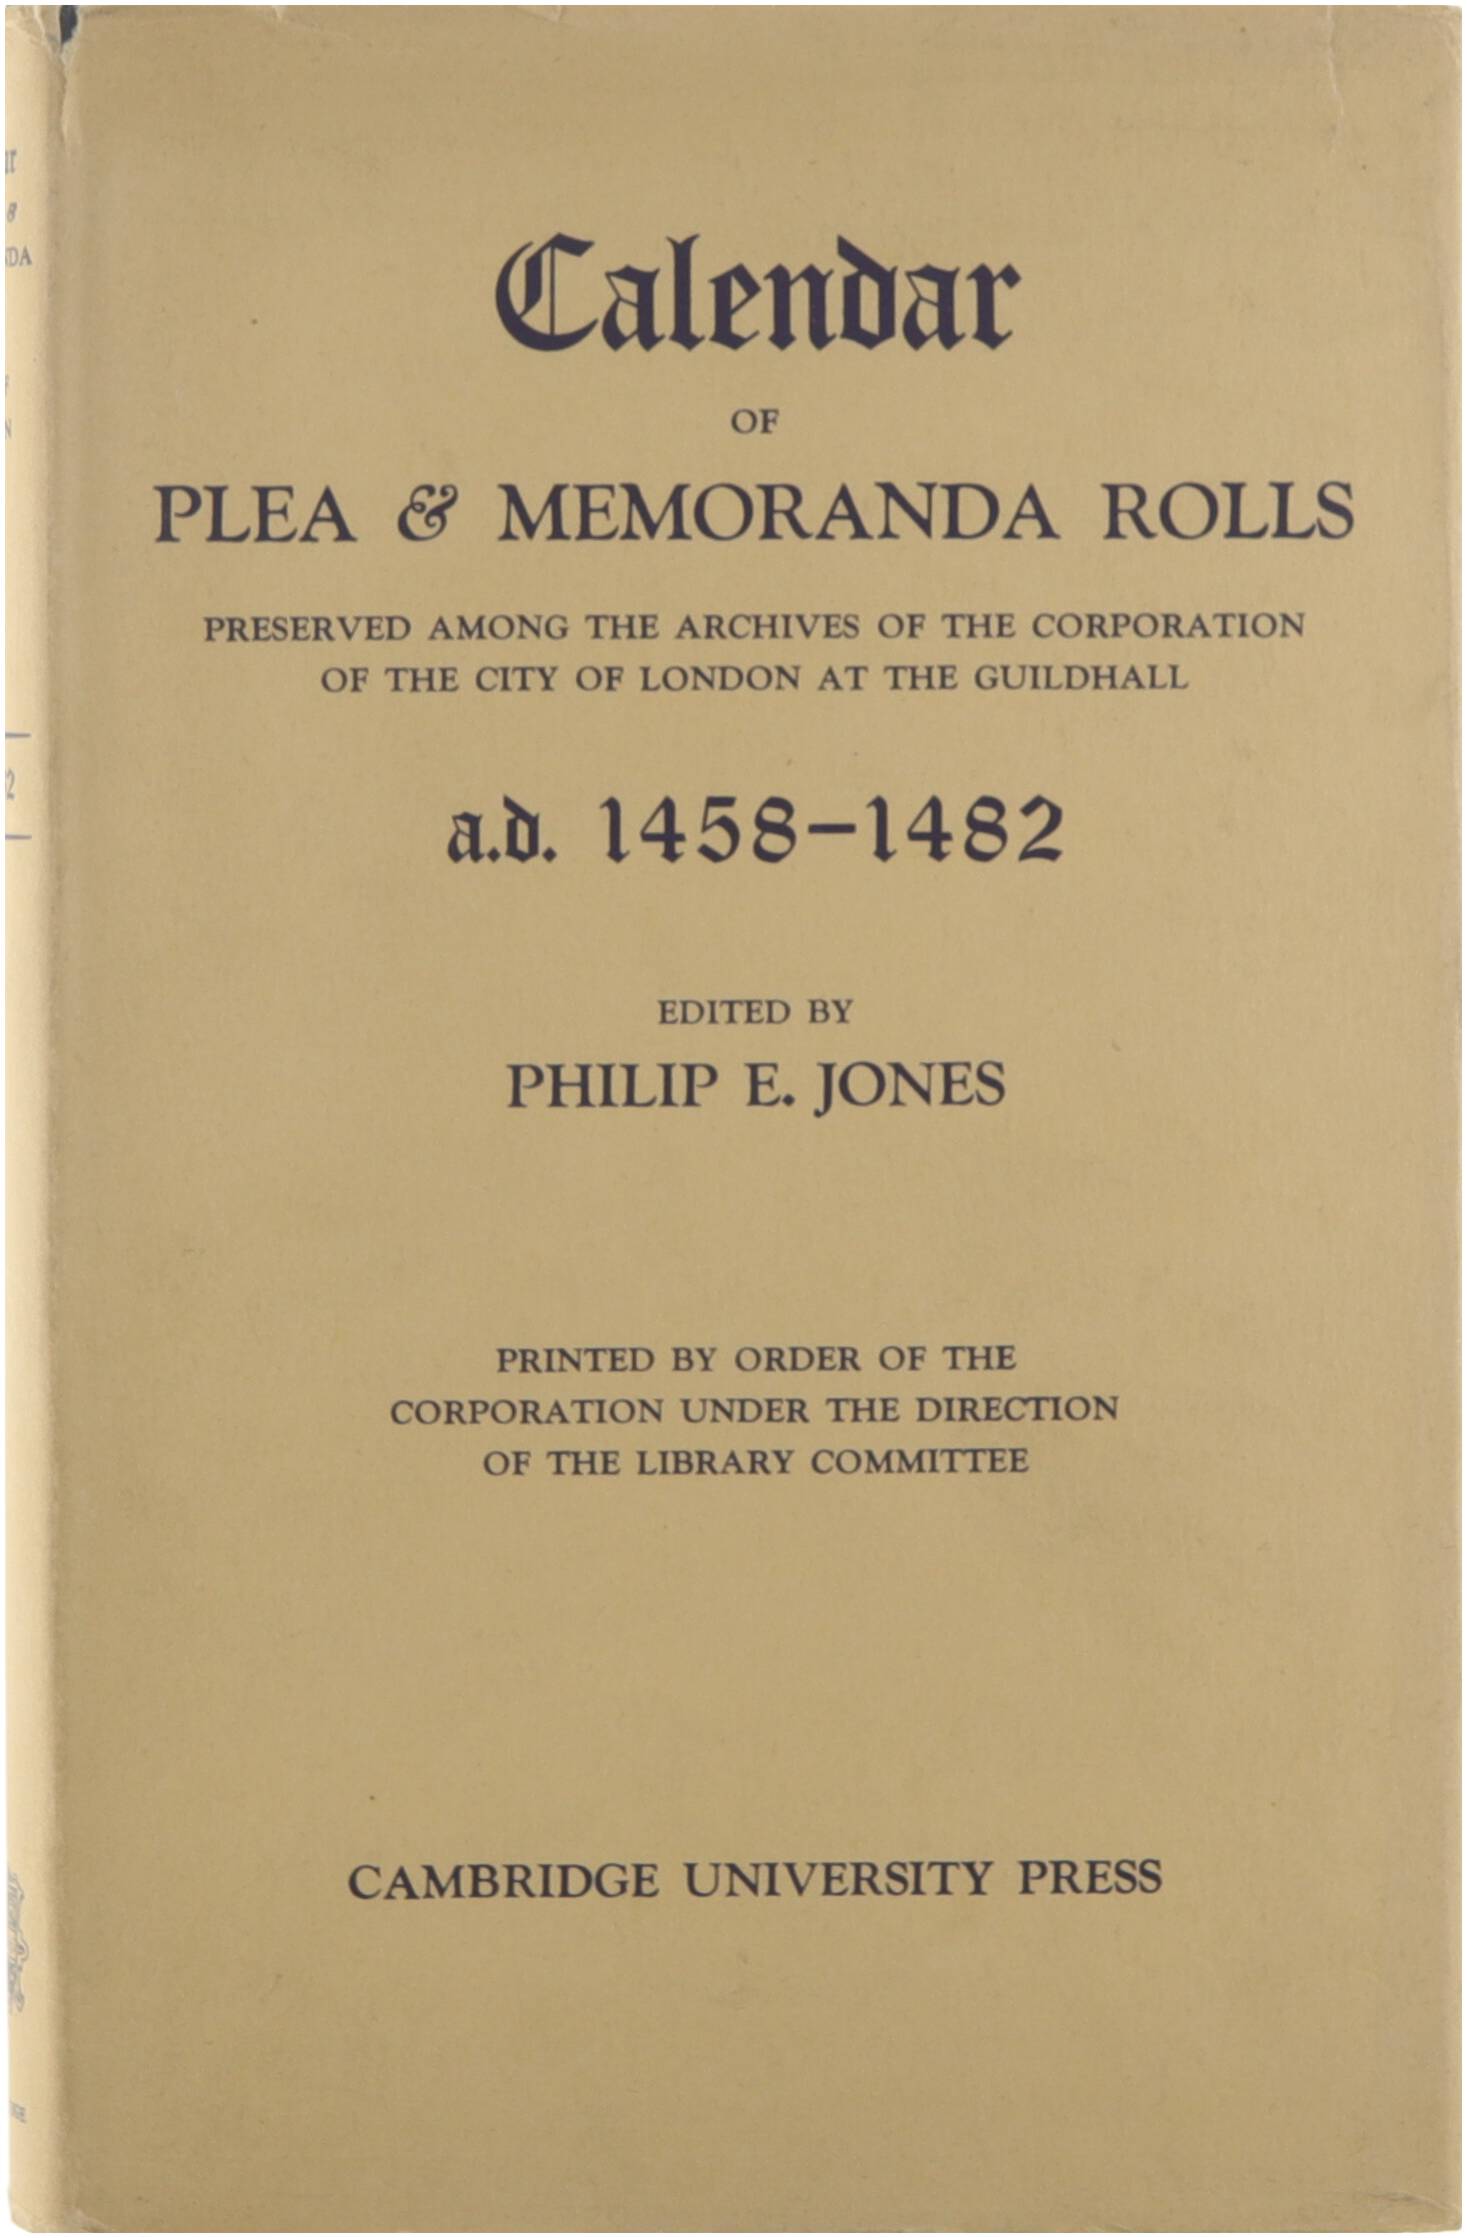 Calendar
OF
PLEA & MEMORANDA ROLLS
PRESERVED AMONG THE ARCHIVES OF THE CORPORATION
OF THE CITY OF LONDON AT THE GUILDHALL
a.d. 1458–1482
EDITED BY
PHILIP E. JONES
PRINTED BY ORDER OF THE
CORPORATION UNDER THE DIRECTION
OF THE LIBRARY COMMITTEE
CAMBRIDGE UNIVERSITY PRESS